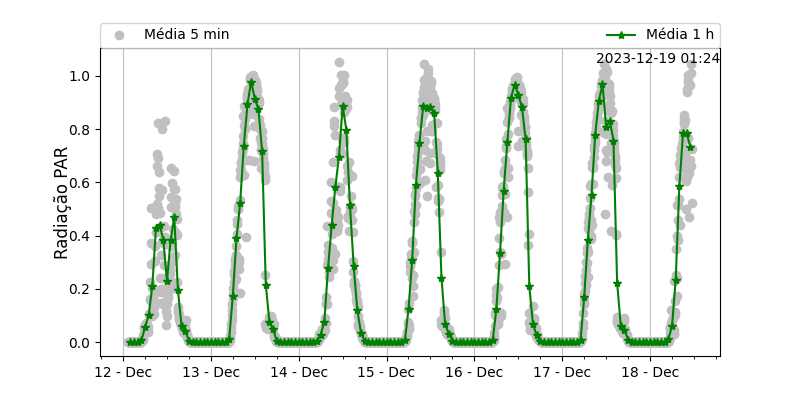 Média 5 min
Média 1 h
2023-12-19 01:24
Radiação PAR
1.0
0.8
0.6
0.4
0.2
0.0
12 - Dec
13 - Dec
14 - Dec
15 - Dec
16 - Dec
17 - Dec
18 - Dec